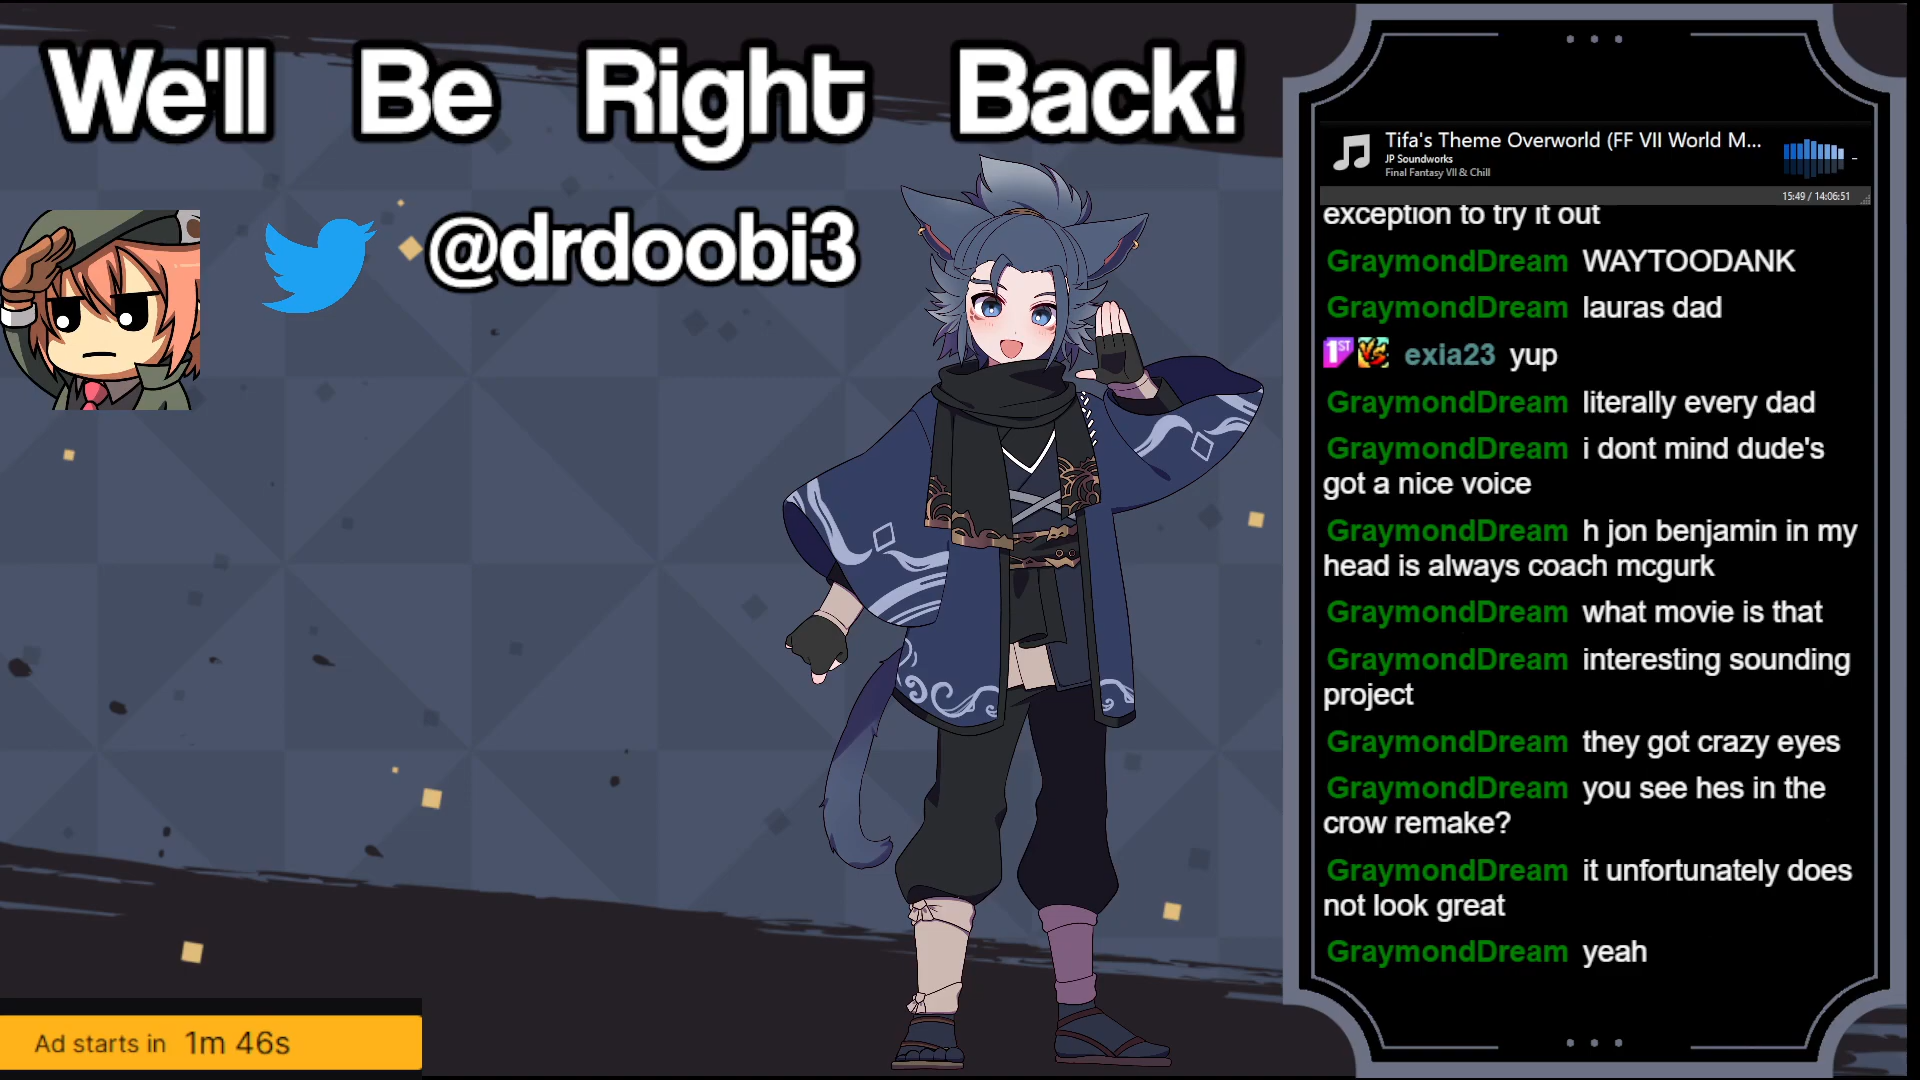 We'll Be Right Back!
@drdoobi3
Tifa's Theme Overworld (FF VII World M...
JP Soundworks
Final Fantasy VII & Chill
15:49 / 14:06:51
exception to try it out
GraymondDream WAYTOODANK
GraymondDream lauras dad
1ST exia23 yup
GraymondDream literally every dad
GraymondDream i dont mind dude's
got a nice voice
GraymondDream h jon benjamin in my
head is always coach mcgurk
GraymondDream what movie is that
GraymondDream interesting sounding
project
GraymondDream they got crazy eyes
GraymondDream you see hes in the
crow remake?
GraymondDream it unfortunately does
not look great
GraymondDream yeah
Ad starts in 1m 46s